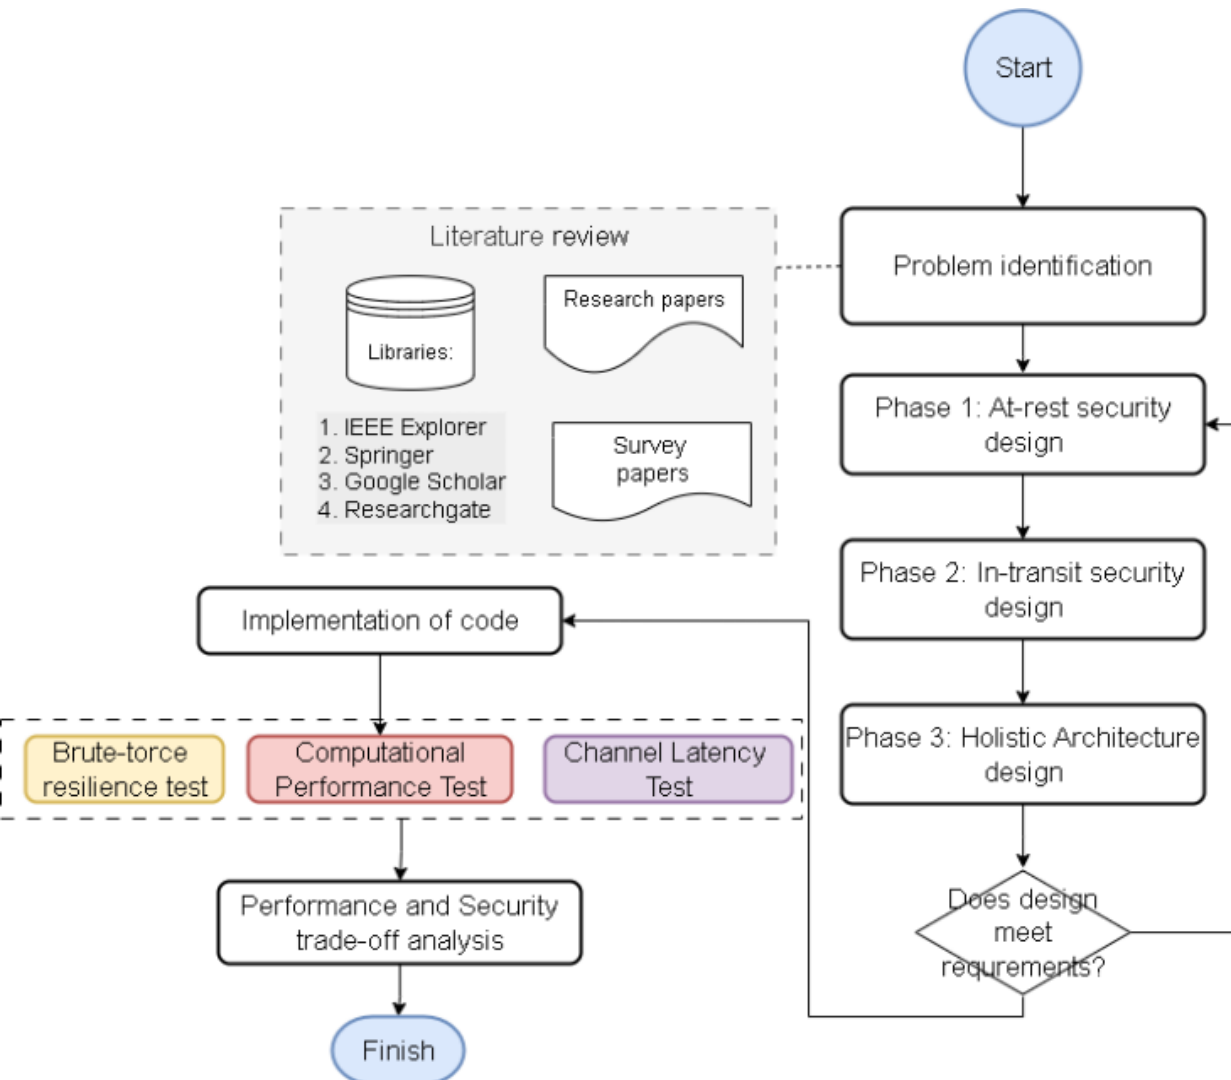 Start
Problem identification
Literature review
Libraries:
Research papers
1. IEEE Explorer
2. Springer
3. Google Scholar
4. Researchgate
Survey
papers
Phase 1: At-rest security
design
Phase 2: In-transit security
design
Phase 3: Holistic Architecture
design
Does design
meet
requrements?
Implementation of code
Brute-torce
resilience test
Computational
Performance Test
Channel Latency
Test
Performance and Security
trade-off analysis
Finish